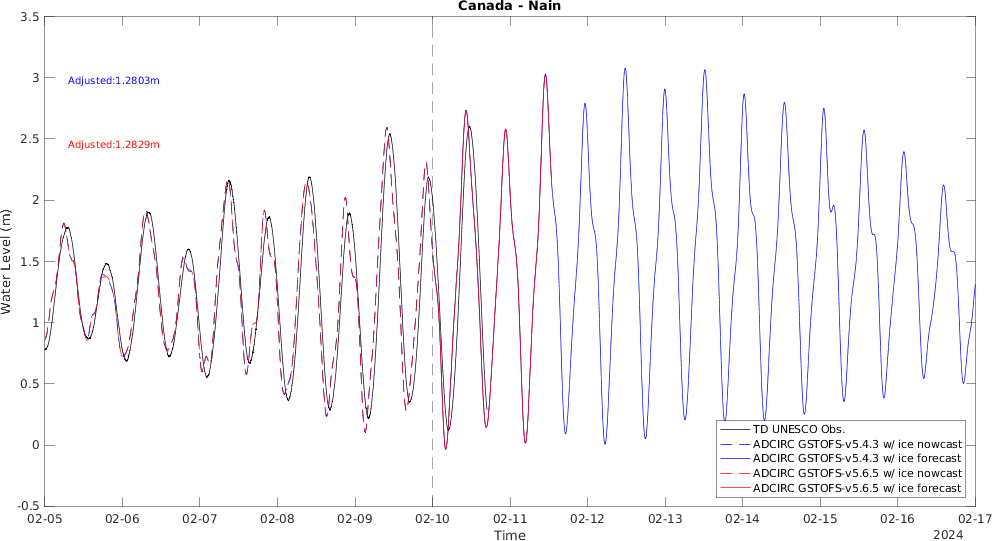 Canada - Nain
3.5
3
2.5
2
1.5
1
0.5
0
-0.5
Water Level (m)
Adjusted:1.2803m
Adjusted:1.2829m
TD UNESCO Obs.
ADCIRC GSTOFS-v5.4.3 w/ ice nowcast
ADCIRC GSTOFS-v5.4.3 w/ ice forecast
ADCIRC GSTOFS-v5.6.5 w/ ice nowcast
ADCIRC GSTOFS-v5.6.5 w/ ice forecast
02-05 02-06 02-07 02-08 02-09 02-10 02-11 02-12 02-13 02-14 02-15 02-16 02-17
Time
2024